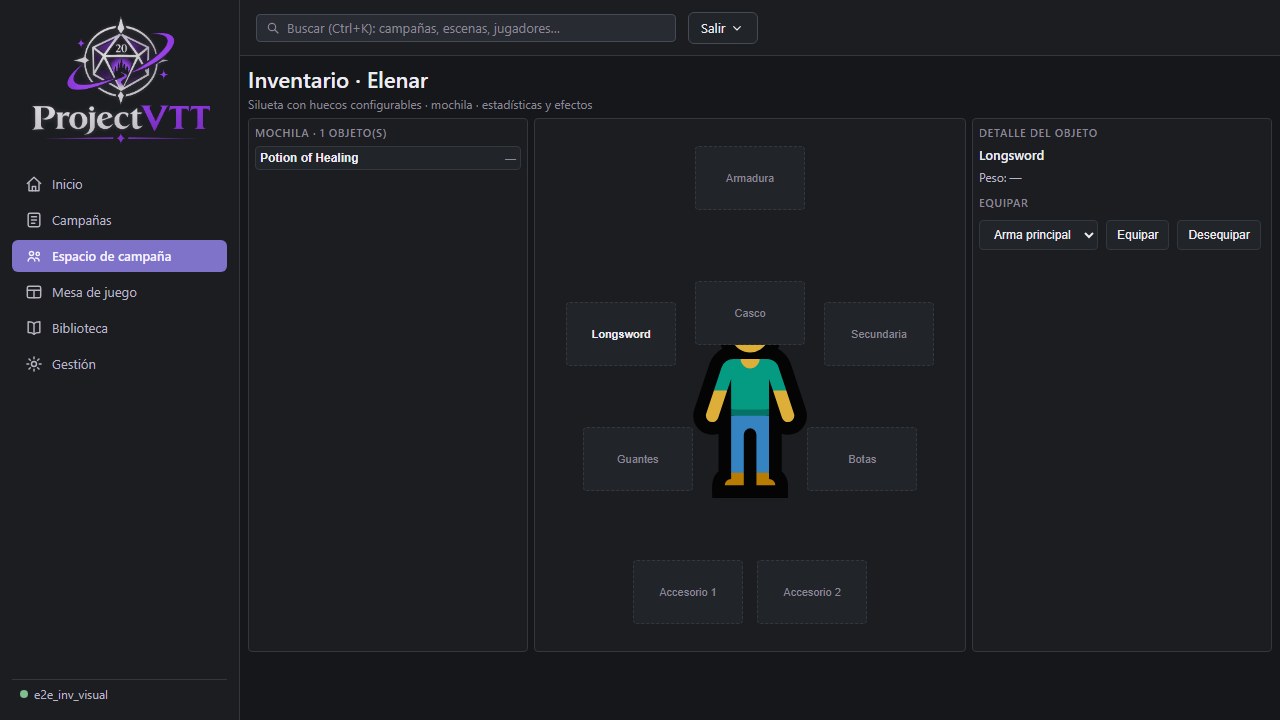 20
ProjectVTT
Inicio
Campañas
Espacio de campaña
Mesa de juego
Biblioteca
Gestión
e2e_inv_visual
Buscar (Ctrl+K): campañas, escenas, jugadores...
Salir
Inventario · Elenar
Silueta con huecos configurables · mochila · estadísticas y efectos
MOCHILA · 1 OBJETO(S)
Potion of Healing —
Armadura
Casco
Longsword
Secundaria
Guantes
Botas
Accesorio 1
Accesorio 2
DETALLE DEL OBJETO
Longsword
Peso: —
EQUIPAR
Arma principal
Equipar
Desequipar